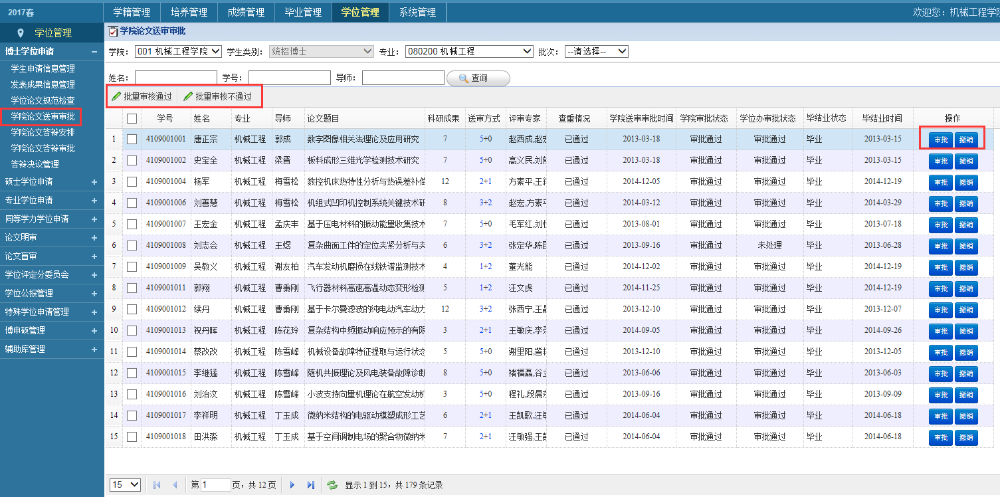 2017春 学籍管理 培养管理 成绩管理 毕业管理 学位管理 系统管理 欢迎您：机械工程学院
学位管理
博士学位申请
学生申请信息管理
发表成果信息管理
学位论文规范检查
学院论文送审审批
学院论文答辩安排
学院论文答辩审批
答辩决议管理
硕士学位申请
专业学位申请
同等学力学位申请
论文明审
论文盲审
学位评定分委员会
学位公报管理
特殊学位申请管理
博申硕管理
辅助库管理
学院论文送审审批
学院： 001 机械工程学院 学生类别： 统招博士 专业： 080200 机械工程 批次： --请选择--
姓名： 学号： 导师： 查询
批量审核通过 批量审核不通过
学号 姓名 专业 导师 论文题目 科研成果 送审方式 评审专家 查重情况 学院送审审批时间 学院审批状态 学位办审批状态 毕结业状态 毕结业时间 操作
1 4109001001 唐正宗 机械工程 郭成 数字图像相关法理论及应用研究 7 5+0 赵西成,赵宏 已通过 2013-03-18 审批通过 审批通过 毕业 2013-03-15 审批 撤销
2 4109001002 史宝全 机械工程 梁晋 板料成形三维光学检测技术研究 7 5+0 高义民,刘郁 已通过 2013-03-18 审批通过 审批通过 毕业 2013-03-15 审批 撤销
3 4109001004 杨军 机械工程 梅雪松 数控机床热特性分析与热误差补偿 12 2+1 方素平,王 已通过 2014-12-05 审批通过 审批通过 毕业 2014-12-19 审批 撤销
4 4109001006 刘善慧 机械工程 梅雪松 机组式凹印机控制系统关键技术研 8 3+2 赵宏,方素平 已通过 2014-03-12 审批通过 审批通过 毕业 2014-03-29 审批 撤销
5 4109001007 王宏金 机械工程 孟庆丰 基于压电材料的振动能量收集技术 7 5+0 毛军红,刘 已通过 2013-08-01 审批通过 审批通过 毕业 2013-07-18 审批 撤销
6 4109001008 刘志会 机械工程 王煜 复杂曲面工件的定位夹紧分析与夹 6 3+2 张定华,陈 已通过 2013-09-16 审批通过 未处理 毕业 2013-06-28 审批 撤销
7 4109001009 吴教义 机械工程 谢友柏 汽车发动机磨损在线铁谱监测技术 4 1+2 董光能 已通过 2014-12-02 审批通过 审批通过 毕业 2014-12-19 审批 撤销
8 4109001011 郭翔 机械工程 曹秉刚 飞行器材料高速高温动态变形检测 5 1+2 汪文虎 已通过 2014-11-25 审批通过 审批通过 毕业 2014-12-19 审批 撤销
9 4109001012 续丹 机械工程 曹秉刚 基于卡尔曼滤波的纯电动汽车动力 12 3+2 张西宁,王晶 已通过 2013-12-10 审批通过 审批通过 毕业 2013-12-07 审批 撤销
10 4109001013 祝丹晖 机械工程 陈花玲 复杂结构中频振动响应预示的有限 3 2+1 王敏庆,李 已通过 2014-09-05 审批通过 审批通过 毕业 2014-09-26 审批 撤销
11 4109001014 蔡改改 机械工程 陈雪峰 机械设备故障特征提取与运行状态 5 5+0 谢里阳,訾艳 已通过 2013-12-10 审批通过 审批通过 毕业 2013-12-05 审批 撤销
12 4109001015 李继猛 机械工程 陈雪峰 随机共振理论及风电装备故障诊断 8 5+0 褚福磊,谷立 已通过 2013-06-06 审批通过 审批通过 毕业 2013-06-03 审批 撤销
13 4109001016 刘治汶 机械工程 陈雪峰 小波支持向量机理论在航空发动机 3 5+0 程礼,段晨东 已通过 2013-09-16 审批通过 审批通过 毕业 2013-09-09 审批 撤销
14 4109001017 李祥明 机械工程 丁玉成 微纳米结构的电驱动模塑成形工艺 6 2+1 王凯歌,汪敏 已通过 2014-06-04 审批通过 审批通过 毕业 2014-06-18 审批 撤销
15 4109001018 田洪淼 机械工程 丁玉成 基于空间调制电场的聚合物微纳米 7 2+1 汪敏强,王凯 已通过 2014-06-04 审批通过 审批通过 毕业 2014-06-18 审批 撤销
15 第 1 页，共 12 页 显示 1 到 15，共 179 条记录